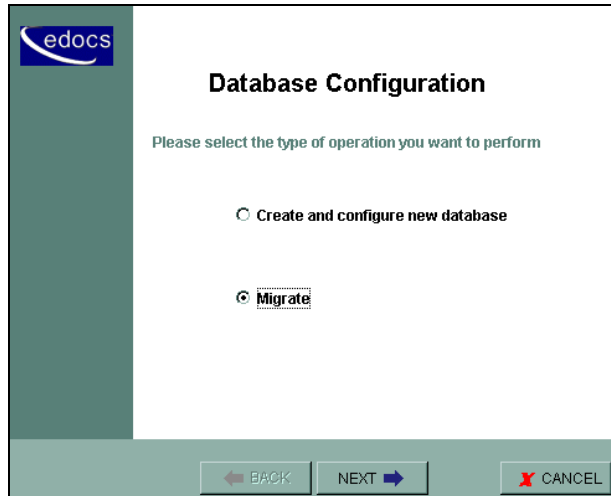 edocs
Database Configuration
Please select the type of operation you want to perform
Create and configure new database
Migrate
BACK
NEXT
CANCEL